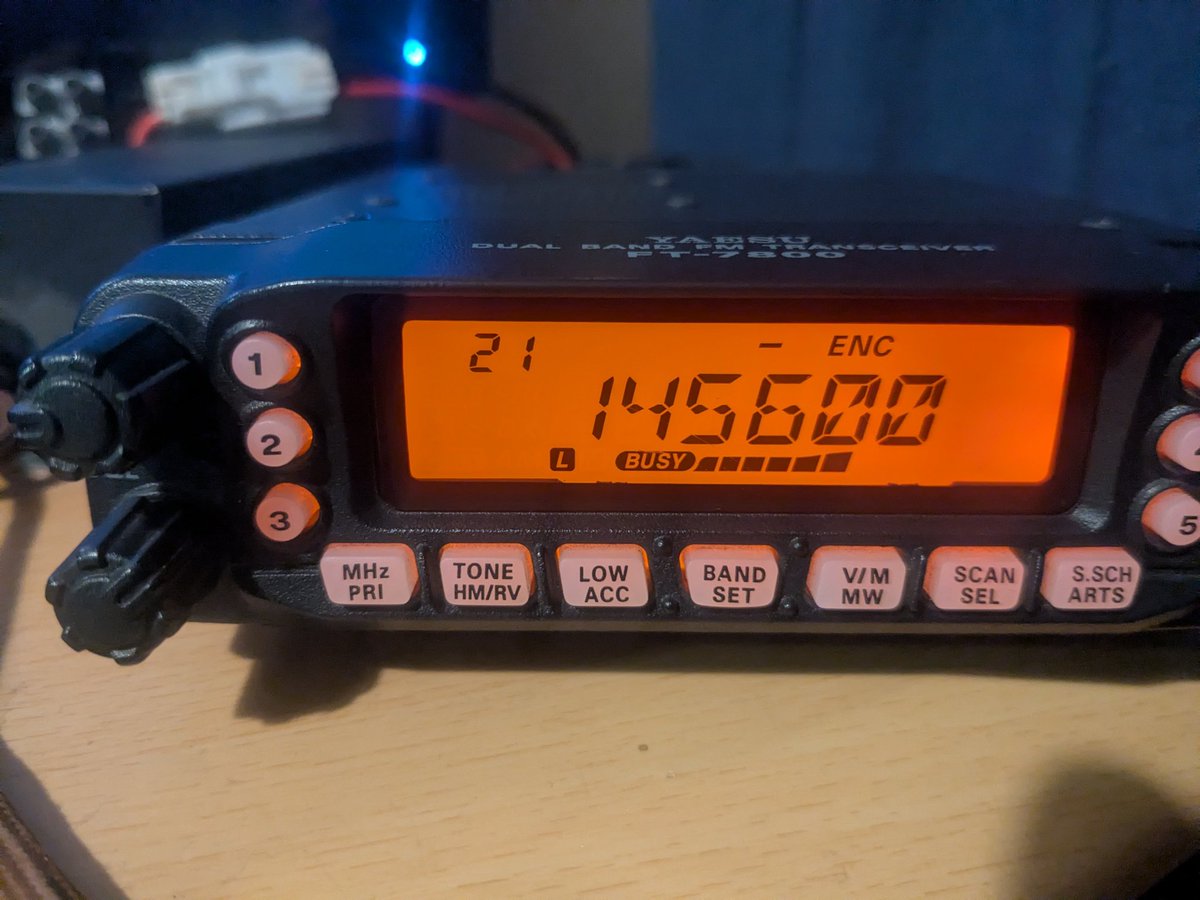 YAESU
DUAL BAND FM TRANSCEIVER
FT-7800
21 - ENC
145600
L BUSY
1
2
3
5
MHz PRI
TONE HM/RV
LOW ACC
BAND SET
V/M MW
SCAN SEL
S.SCH ARTS